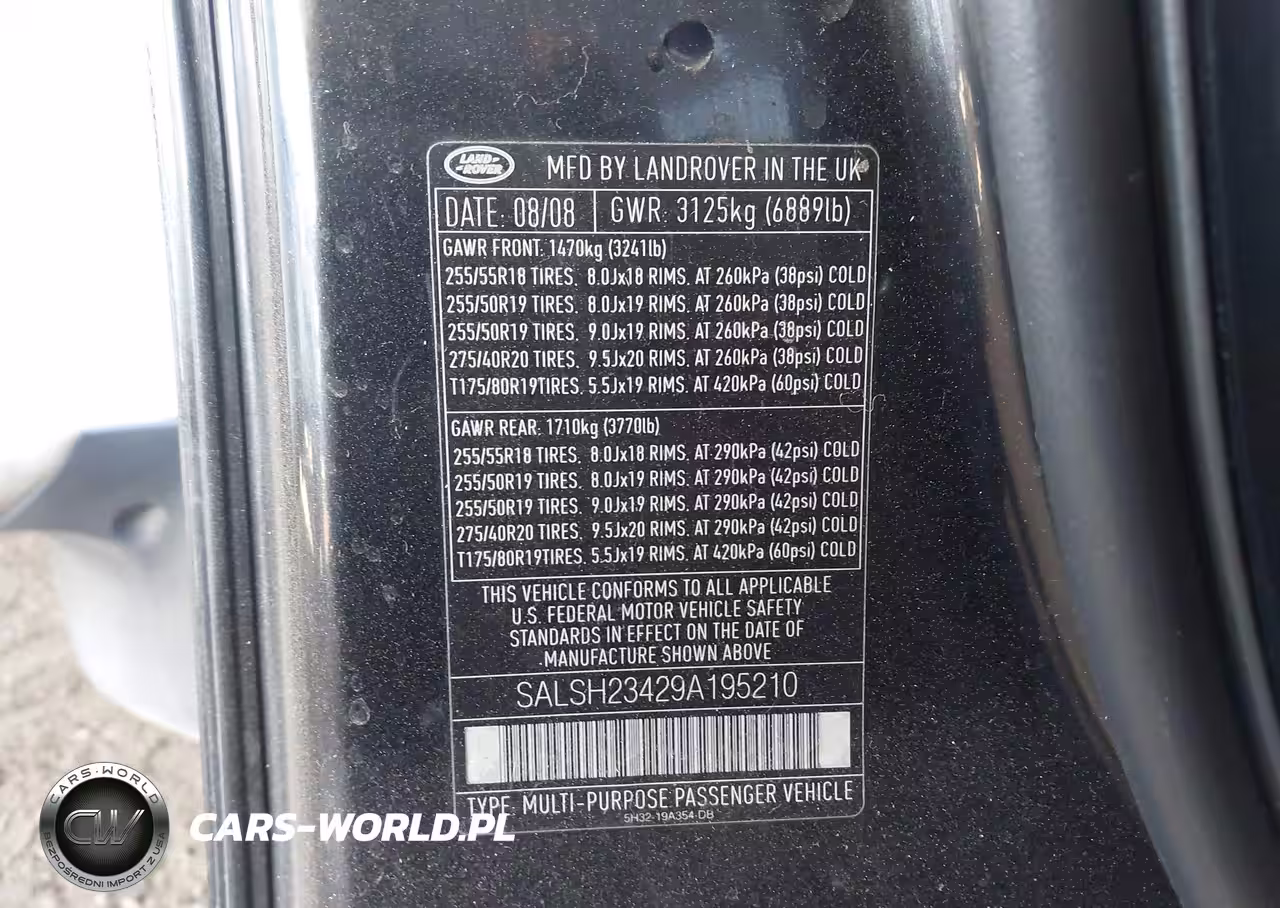 LAND-
-ROVER
MFD BY LANDROVER IN THE UK
DATE: 08/08 GWR: 3125kg (6889lb)
GAWR FRONT: 1470kg (3241lb)
255/55R18 TIRES. 8.0Jx18 RIMS. AT 260kPa (38psi) COLD
255/50R19 TIRES. 8.0Jx19 RIMS. AT 260kPa (38psi) COLD
255/50R19 TIRES. 9.0Jx19 RIMS. AT 260kPa (38psi) COLD
275/40R20 TIRES. 9.5Jx20 RIMS. AT 260kPa (38psi) COLD
T175/80R19TIRES. 5.5Jx19 RIMS. AT 420kPa (60psi) COLD
GAWR REAR: 1710kg (3770lb)
255/55R18 TIRES. 8.0Jx18 RIMS. AT 290kPa (42psi) COLD
255/50R19 TIRES. 8.0Jx19 RIMS. AT 290kPa (42psi) COLD
255/50R19 TIRES. 9.0Jx19 RIMS. AT 290kPa (42psi) COLD
275/40R20 TIRES. 9.5Jx20 RIMS. AT 290kPa (42psi) COLD
T175/80R19TIRES. 5.5Jx19 RIMS. AT 420kPa (60psi) COLD
THIS VEHICLE CONFORMS TO ALL APPLICABLE
U.S. FEDERAL MOTOR VEHICLE SAFETY
STANDARDS IN EFFECT ON THE DATE OF
MANUFACTURE SHOWN ABOVE
SALSH23429A195210
TYPE: MULTI-PURPOSE PASSENGER VEHICLE
5H32-19A354-DB
CARS-WORLD
CW
BEZPOŚREDNI IMPORT Z USA
CARS-WORLD.PL